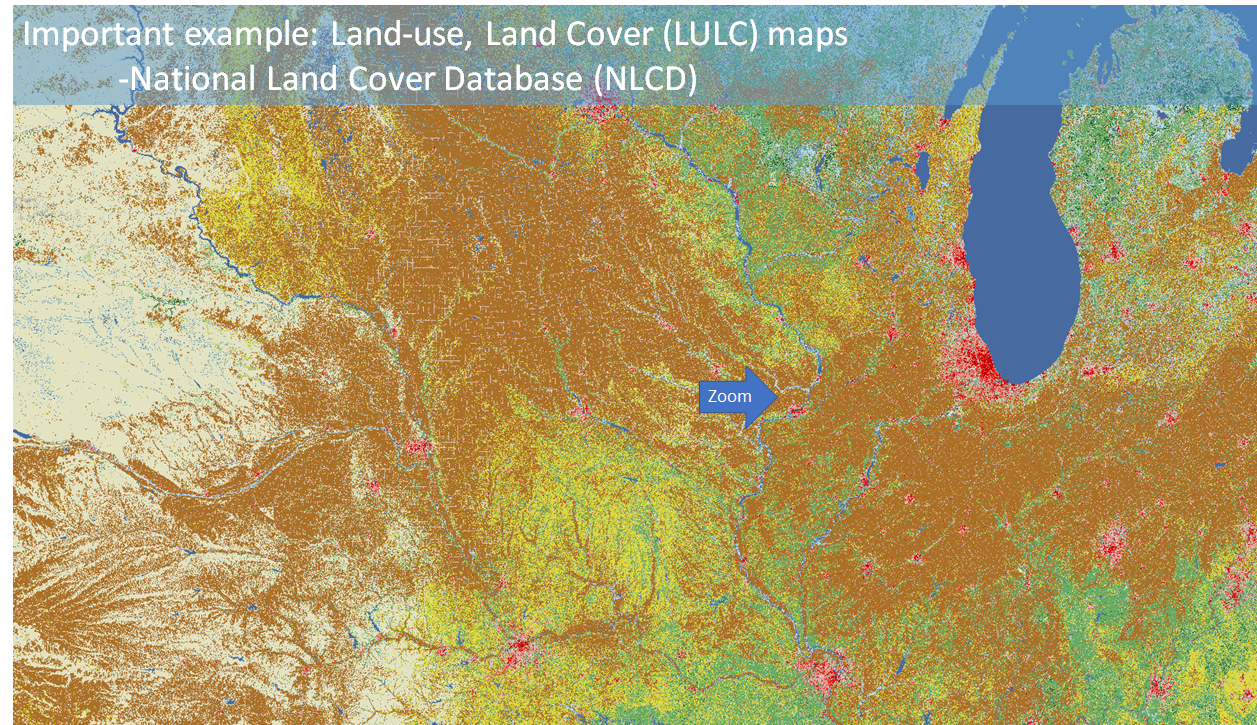 Important example: Land-use, Land Cover (LULC) maps
-National Land Cover Database (NLCD)
Zoom